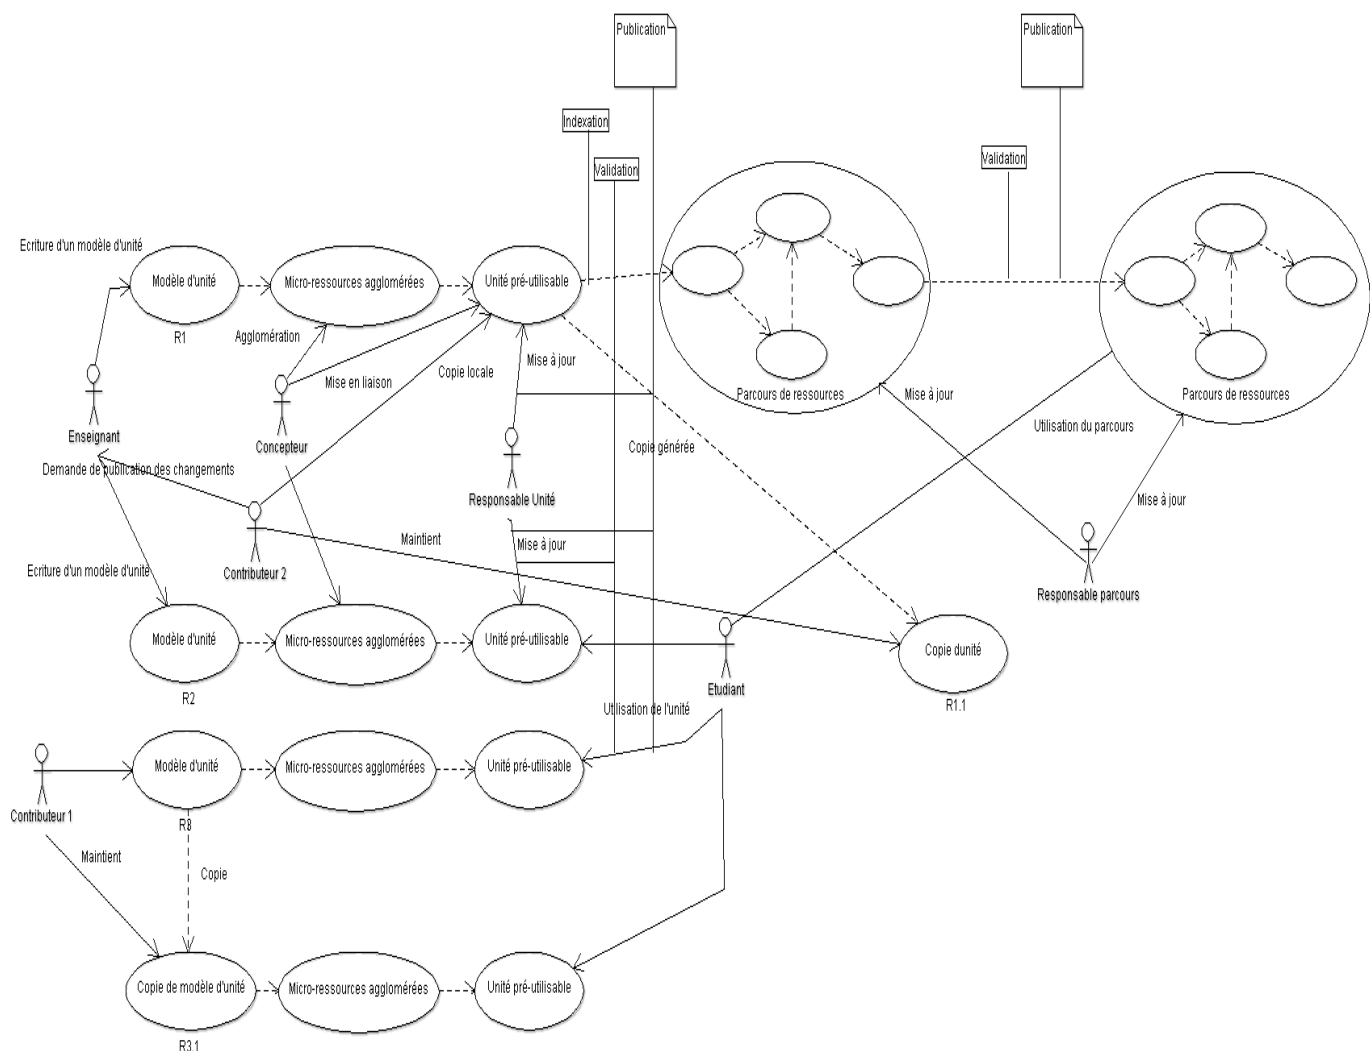 Publication
Publication
Indexation
Validation
Validation
Ecriture d'un modèle d'unité
Modèle d'unité
Micro-ressources agglomérées
Unité pré-utilisable
R1
Agglomération
Mise en liaison
Copie locale
Mise à jour
Parcours de ressources
Parcours de ressources
Mise à jour
Utilisation du parcours
Enseignant
Concepteur
Copie générée
Demande de publication des changements
Responsable Unité
Mise à jour
Maintient
Mise à jour
Ecriture d'un modèle d'unité
Contributeur 2
Responsable parcours
Modèle d'unité
Micro-ressources agglomérées
Unité pré-utilisable
Copie dunité
R2
Etudiant
R1.1
Utilisation de l'unité
Modèle d'unité
Micro-ressources agglomérées
Unité pré-utilisable
Contributeur 1
R3
Maintient
Copie
Copie de modèle d'unité
Micro-ressources agglomérées
Unité pré-utilisable
R3.1